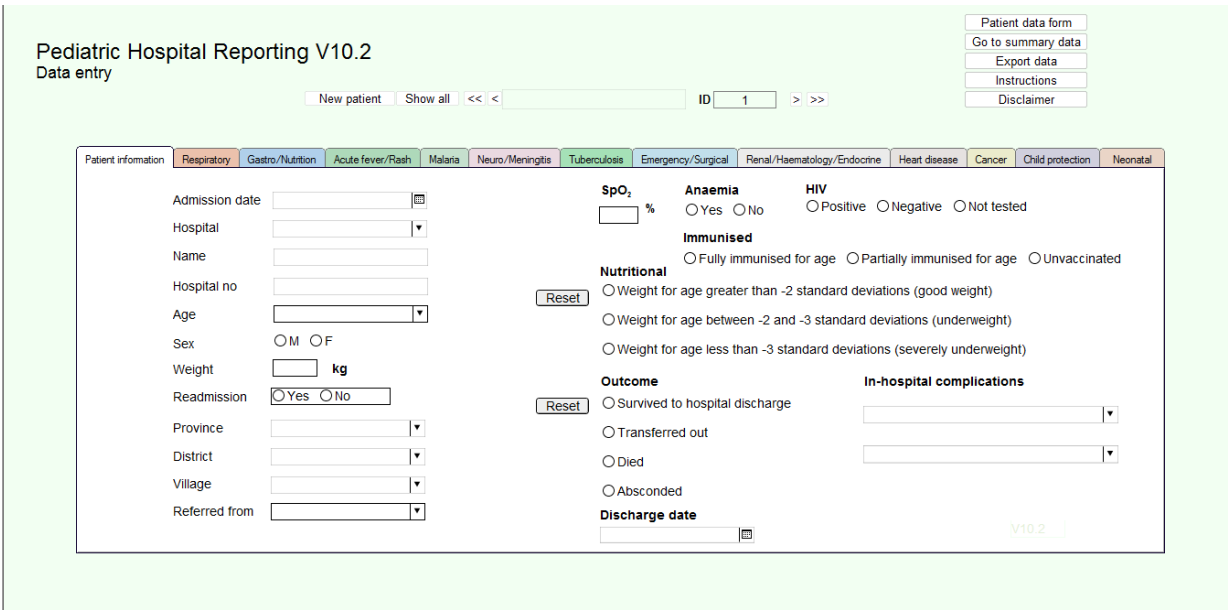 Patient data form
Go to summary data
Export data
Instructions
Disclaimer
Pediatric Hospital Reporting V10.2
Data entry
New patient Show all << < ID 1 > >>
Patient information Respiratory Gastro/Nutrition Acute fever/Rash Malaria Neuro/Meningitis Tuberculosis Emergency/Surgical Renal/Haematology/Endocrine Heart disease Cancer Child protection Neonatal
Admission date
Hospital
Name
Hospital no
Age
Sex M F
Weight kg
Readmission Yes No
Province
District
Village
Referred from
SpO₂ Anaemia HIV
% Yes No Positive Negative Not tested
Immunised
Fully immunised for age Partially immunised for age Unvaccinated
Nutritional
Reset
Weight for age greater than -2 standard deviations (good weight)
Weight for age between -2 and -3 standard deviations (underweight)
Weight for age less than -3 standard deviations (severely underweight)
Outcome In-hospital complications
Reset
Survived to hospital discharge
Transferred out
Died
Absconded
Discharge date
V10.2